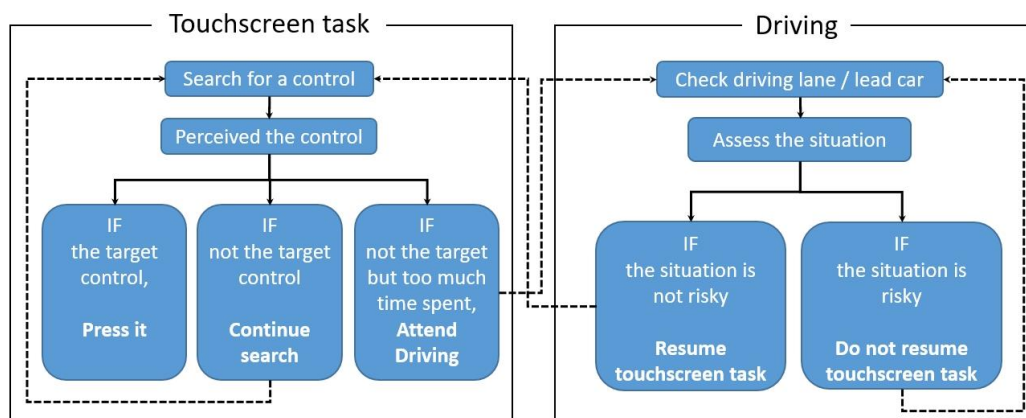 Touchscreen task
Search for a control
Perceived the control
IF
the target
control,
Press it
IF
not the target
control
Continue
search
IF
not the target
but too much
time spent,
Attend
Driving
Driving
Check driving lane / lead car
Assess the situation
IF
the situation is
not risky
Resume
touchscreen task
IF
the situation is
risky
Do not resume
touchscreen task